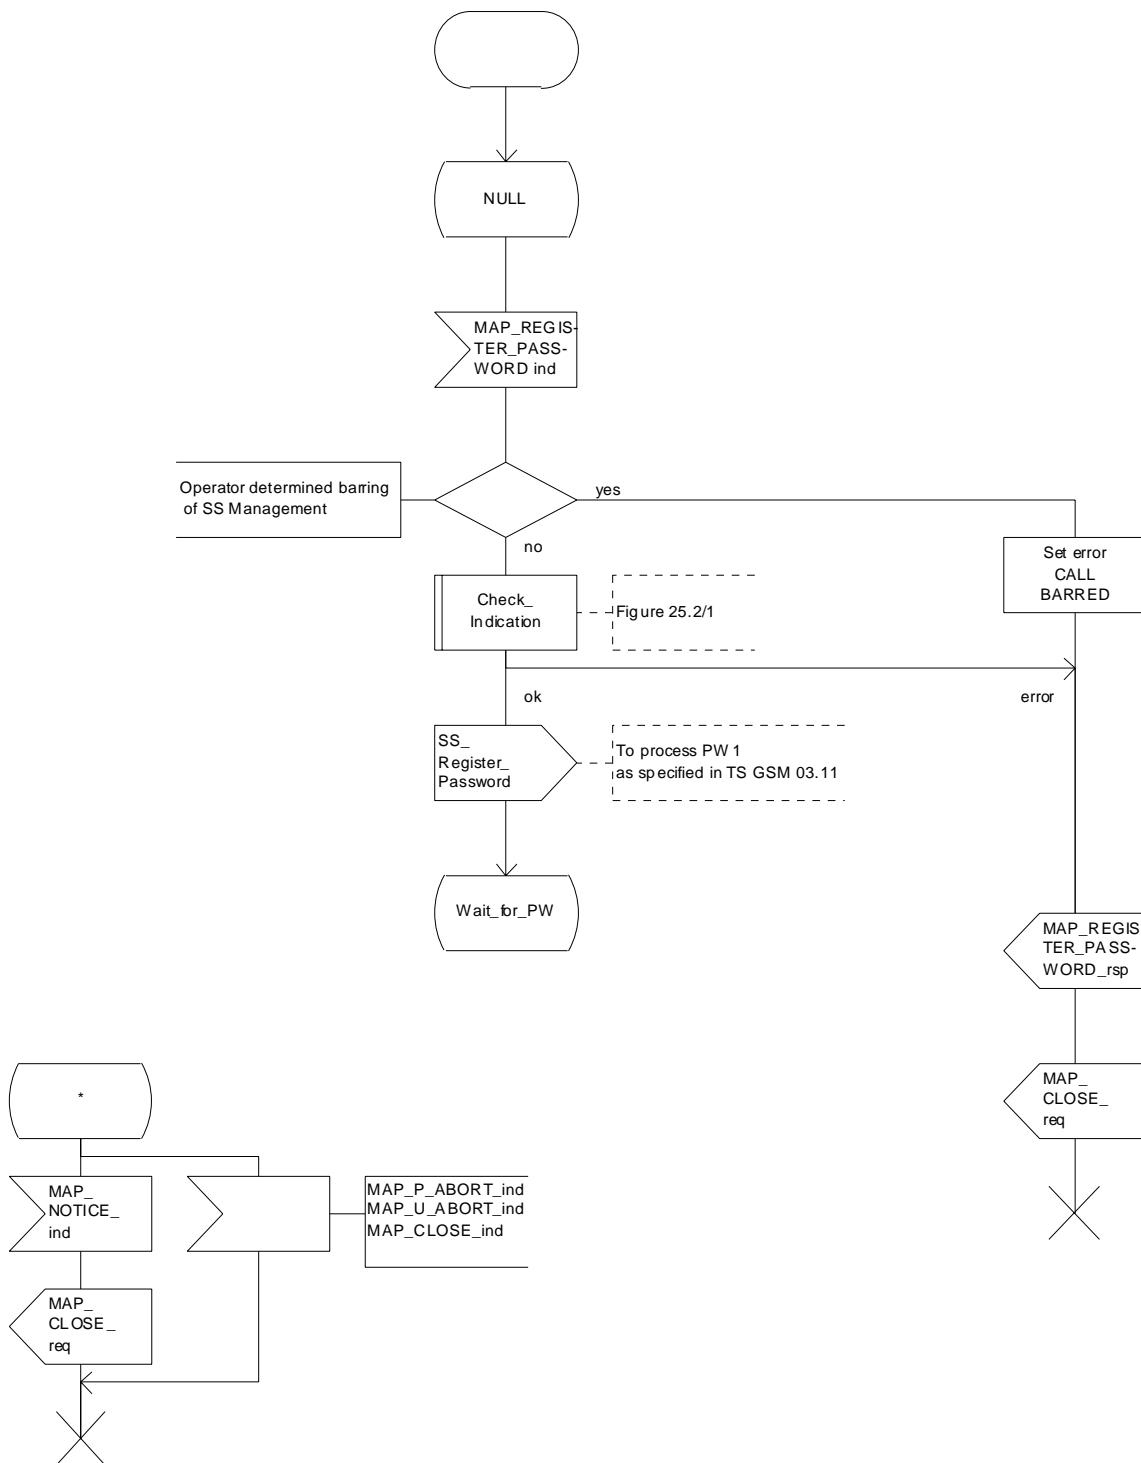 NULL
MAP_REGIS-
TER_PASS-
WORD ind
Operator determined barring
of SS Management
yes
no
Set error
CALL
BARRED
Check_
Indication
Figure 25.2/1
ok
error
SS_
Register_
Password
To process PW 1
as specified in TS GSM 03.11
Wait_for_PW
MAP_REGIS
TER_PASS-
WORD_rsp
MAP_
CLOSE_
req
*
MAP_
NOTICE_
ind
MAP_P_ABORT_ind
MAP_U_ABORT_ind
MAP_CLOSE_ind
MAP_
CLOSE_
req